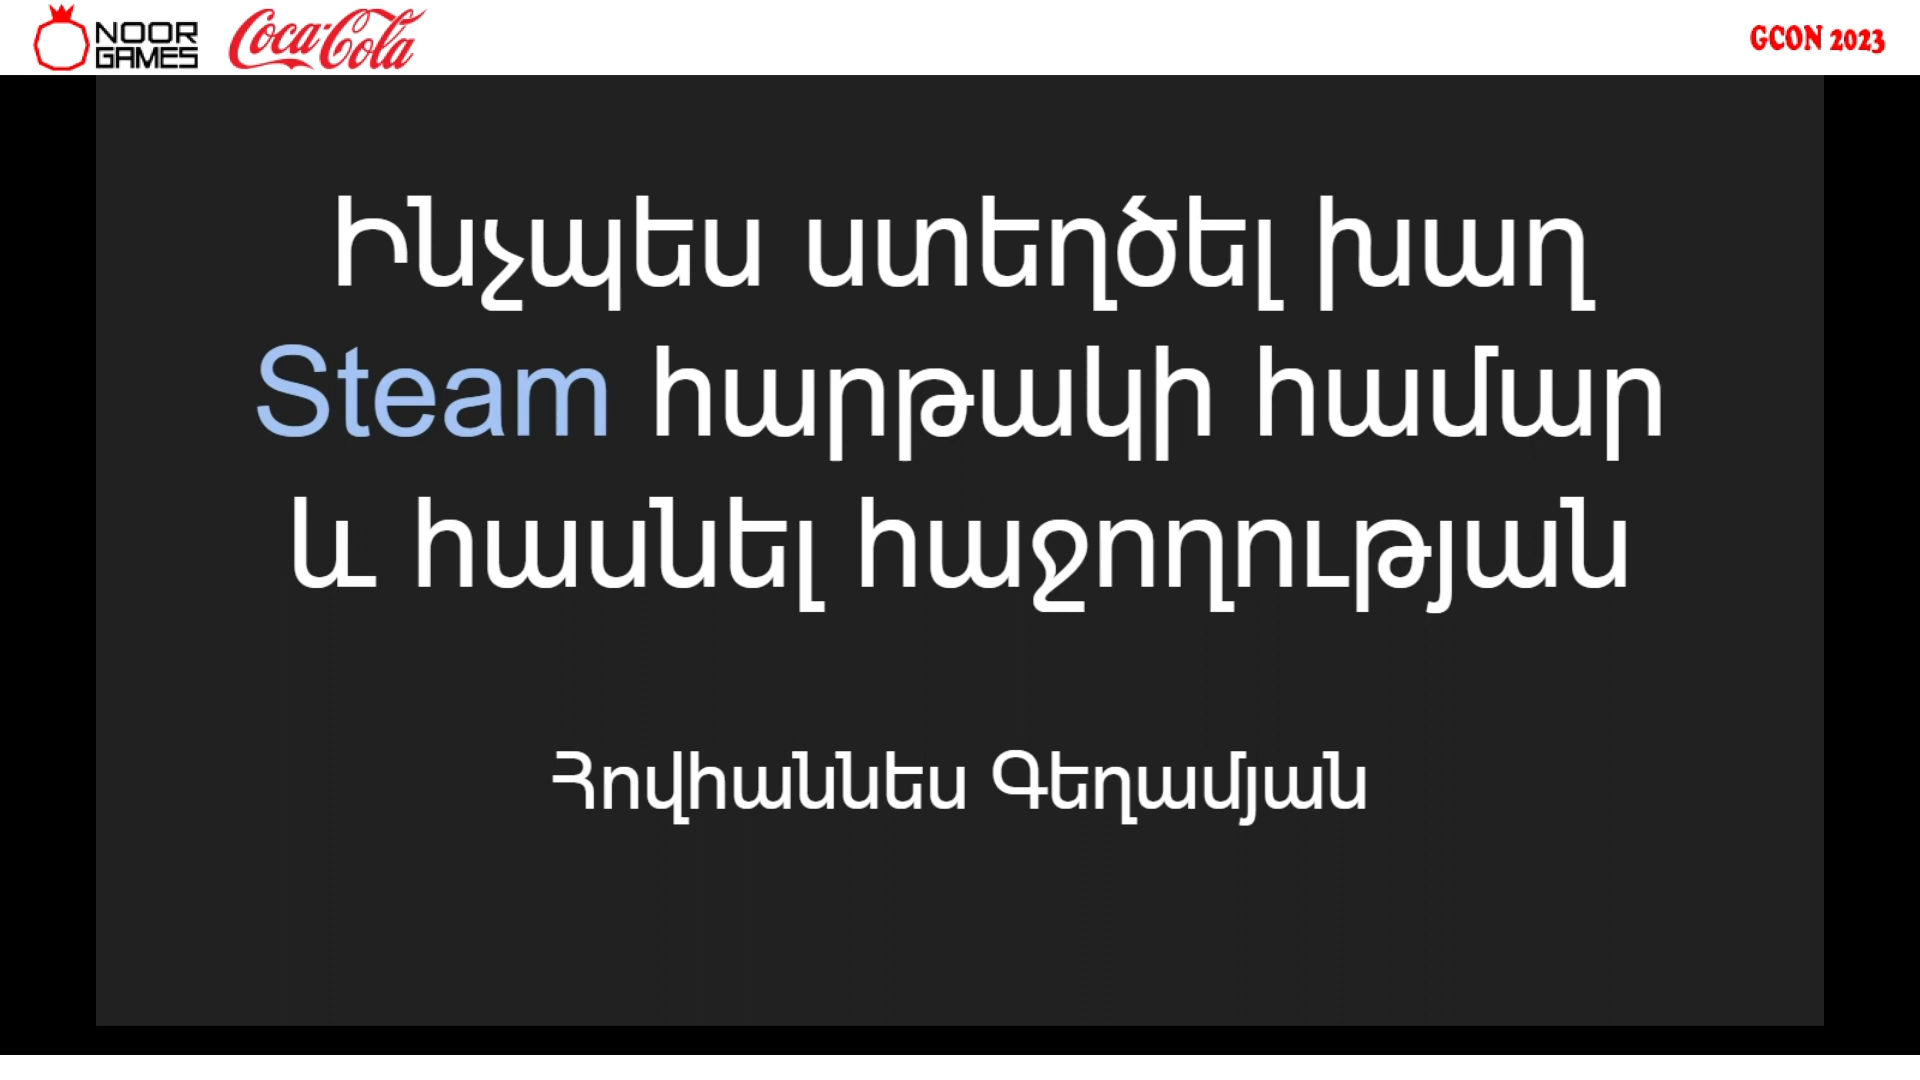 NOOR
GAMES
Coca-Cola
GCON 2023
Ինչպես ստեղծել խաղ
Steam հարթակի համար
և հասնել հաջողության
Հովհաննես Գեղամյան